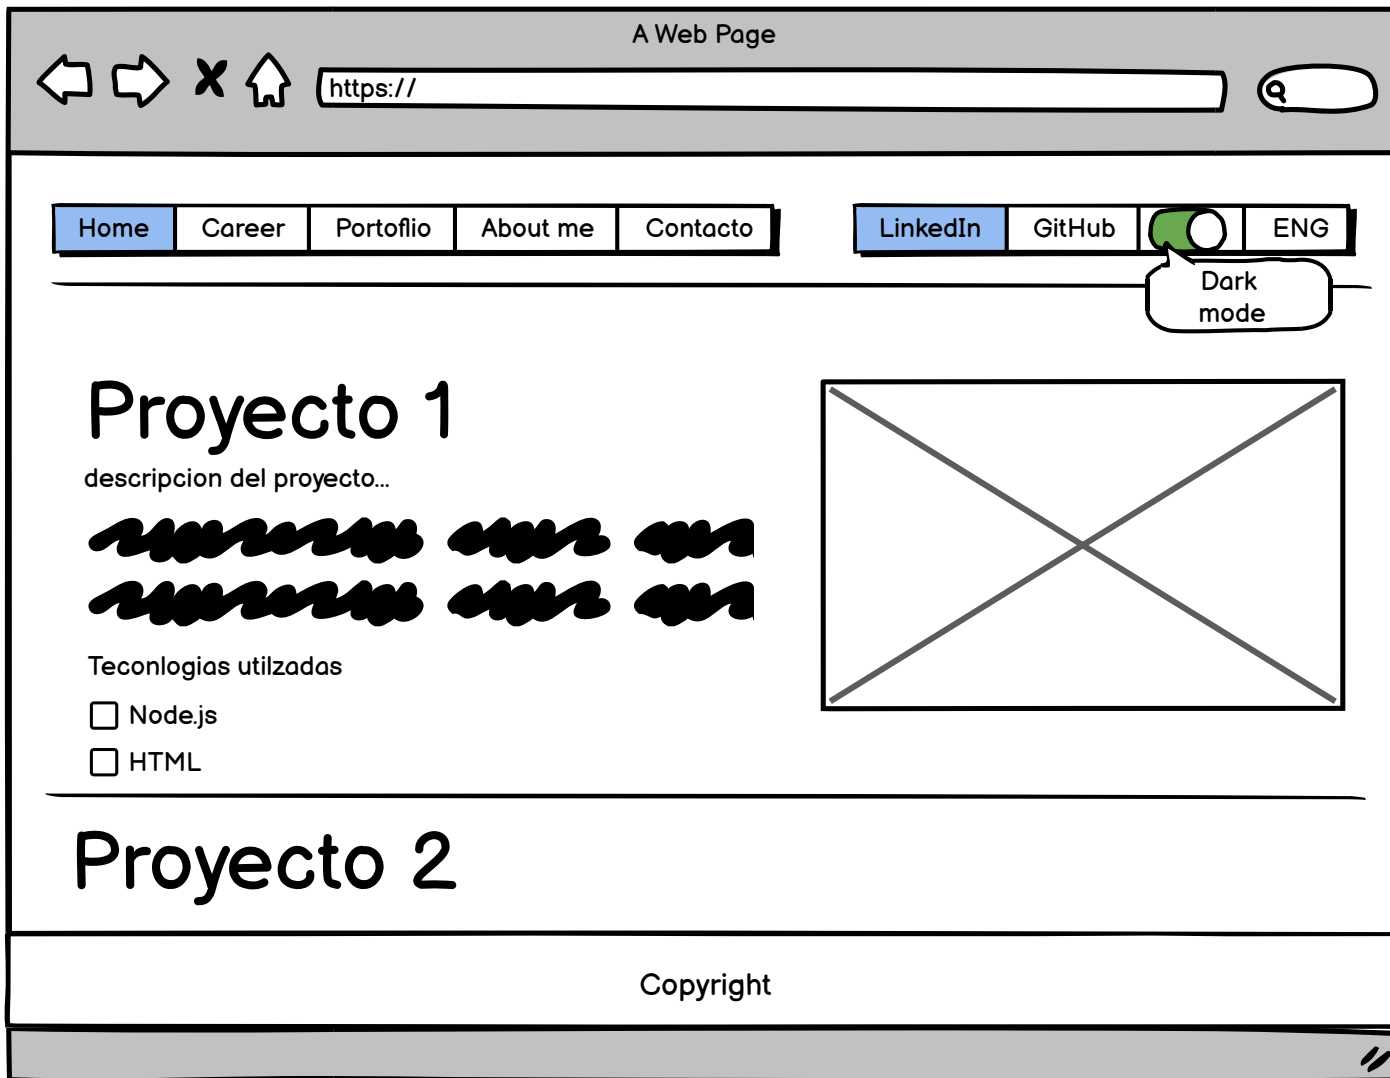 A Web Page
https://
Home Career Portoflio About me Contacto LinkedIn GitHub ENG
Dark
mode
Proyecto 1
descripcion del proyecto...
Teconlogias utilzadas
Node.js
HTML
Proyecto 2
Copyright